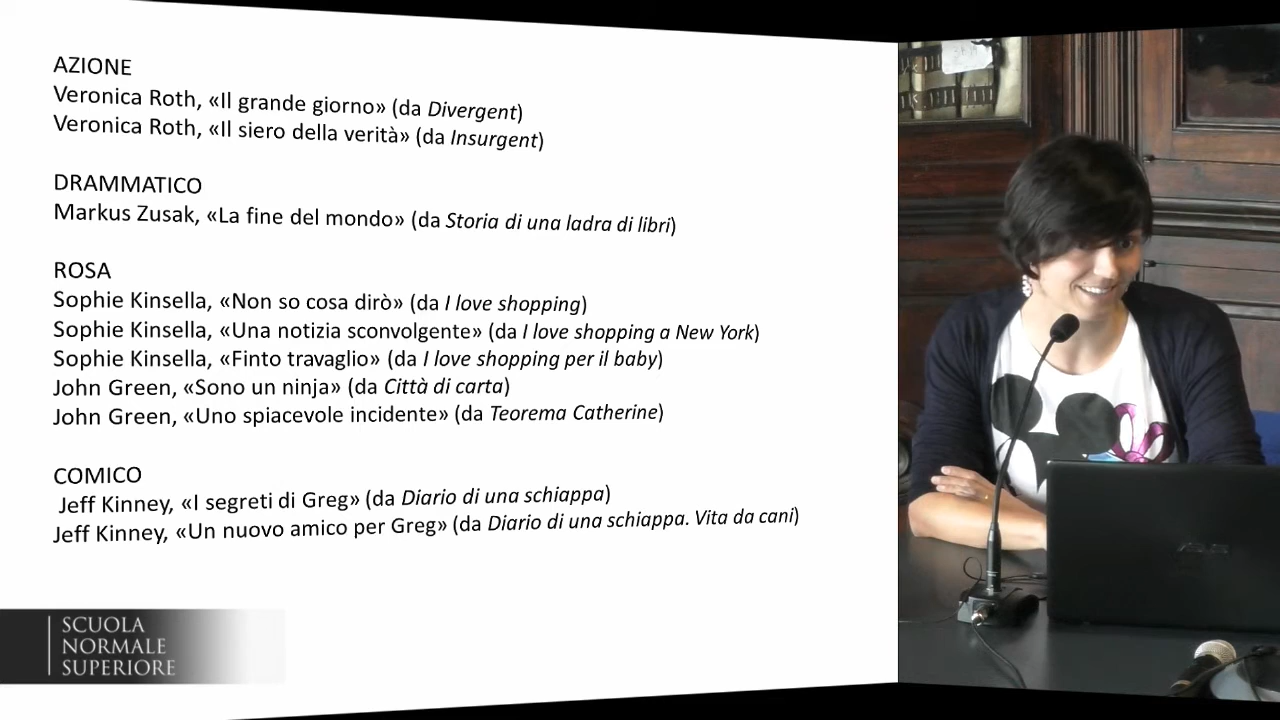 AZIONE
Veronica Roth, «Il grande giorno» (da Divergent)
Veronica Roth, «Il siero della verità» (da Insurgent)
DRAMMATICO
Markus Zusak, «La fine del mondo» (da Storia di una ladra di libri)
ROSA
Sophie Kinsella, «Non so cosa dirò» (da I love shopping)
Sophie Kinsella, «Una notizia sconvolgente» (da I love shopping a New York)
Sophie Kinsella, «Finto travaglio» (da I love shopping per il baby)
John Green, «Sono un ninja» (da Città di carta)
John Green, «Uno spiacevole incidente» (da Teorema Catherine)
COMICO
Jeff Kinney, «I segreti di Greg» (da Diario di una schiappa)
Jeff Kinney, «Un nuovo amico per Greg» (da Diario di una schiappa. Vita da cani)
SCUOLA
NORMALE
SUPERIORE